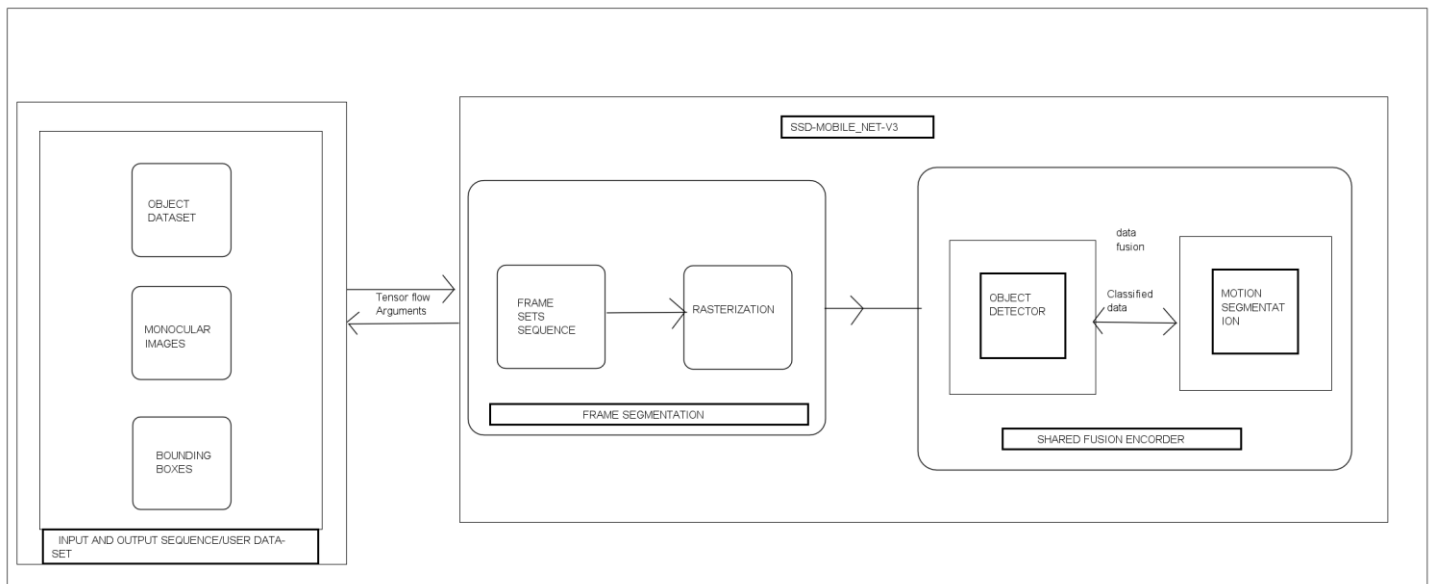 OBJECT
DATASET
MONOCULAR
IMAGES
BOUNDING
BOXES
INPUT AND OUTPUT SEQUENCE/USER DATA-
SET
Tensor flow
Arguments
SSD-MOBILE_NET-V3
FRAME
SETS
SEQUENCE
RASTERIZATION
FRAME SEGMENTATION
OBJECT
DETECTOR
data
fusion
Classified
data
MOTION
SEGMENTAT
ION
SHARED FUSION ENCORDER